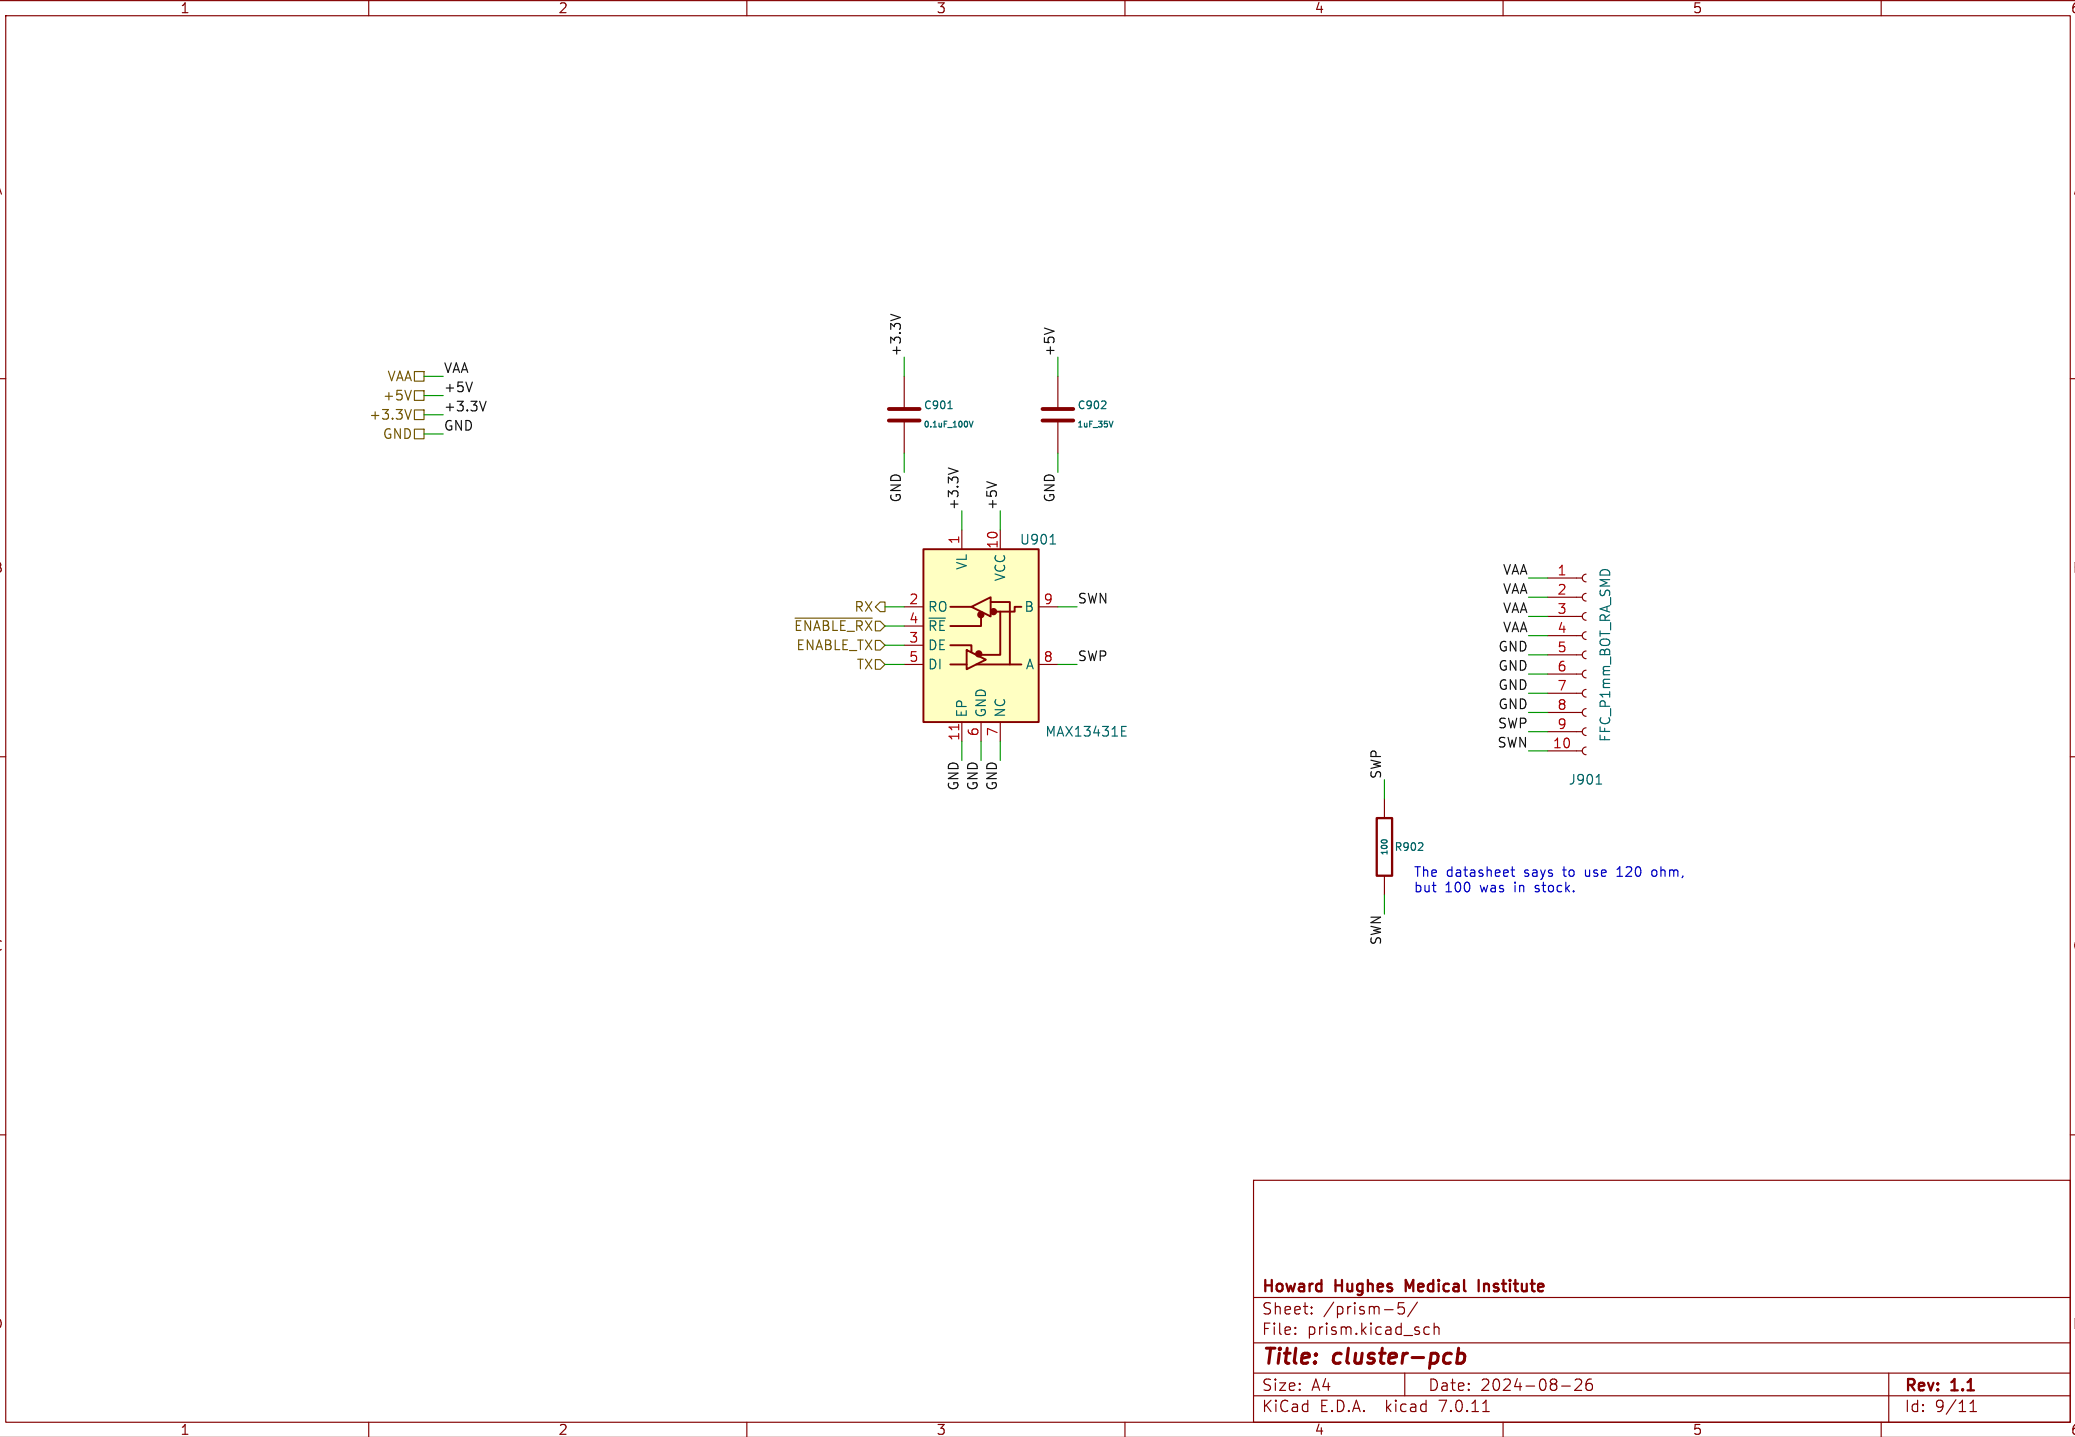 1 2 3 4 5 6
+3.3V
+5V
VAA VAA
+5V +5V
+3.3V +3.3V
GND GND
C901
0.1uF_100V
C902
1uF_35V
GND
GND
+3.3V
+5V
U901
1
10
VL
VCC
RX 2 RO B 9 SWN
ENABLE_RX 4 RE
ENABLE_TX 3 DE
TX 5 DI A 8 SWP
EP
GND
NC
11
6
7
MAX13431E
GND
GND
GND
VAA 1
VAA 2
VAA 3
VAA 4
GND 5
GND 6
GND 7
GND 8
SWP 9
SWN 10
FFC_P1mm_BOT_RA_SMD
J901
SWP
100
R902
The datasheet says to use 120 ohm,
but 100 was in stock.
SWN
Howard Hughes Medical Institute
Sheet: /prism-5/
File: prism.kicad_sch
Title: cluster-pcb
Size: A4 Date: 2024-08-26 Rev: 1.1
KiCad E.D.A. kicad 7.0.11 Id: 9/11
1 2 3 4 5 6